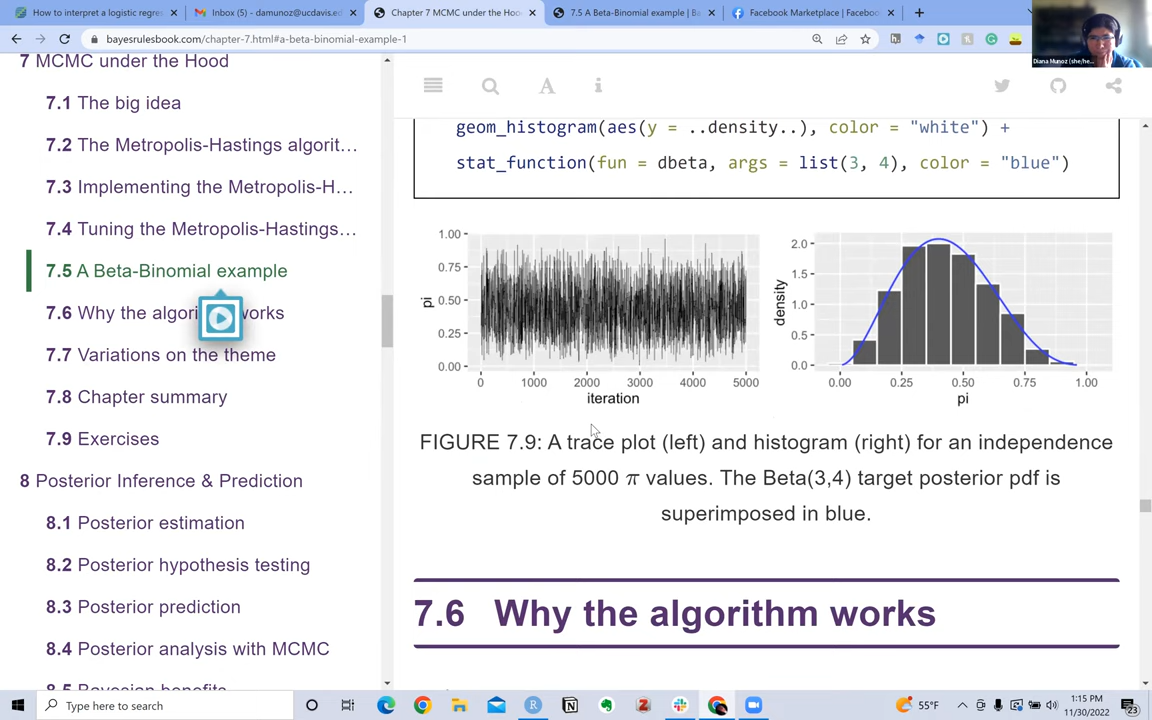 How to interpret a logistic regres
Inbox (5) - damunoz@ucdavis.ed
Chapter 7 MCMC under the Hoo
7.5 A Beta-Binomial example | Ba
Facebook Marketplace | Faceboo
bayesrulesbook.com/chapter-7.html#a-beta-binomial-example-1
Diana Munoz (she/he...
7 MCMC under the Hood
7.1 The big idea
7.2 The Metropolis-Hastings algorit...
7.3 Implementing the Metropolis-H...
7.4 Tuning the Metropolis-Hastings...
7.5 A Beta-Binomial example
7.6 Why the algori works
7.7 Variations on the theme
7.8 Chapter summary
7.9 Exercises
8 Posterior Inference & Prediction
8.1 Posterior estimation
8.2 Posterior hypothesis testing
8.3 Posterior prediction
8.4 Posterior analysis with MCMC
8.5 Bayesian benefits
geom_histogram(aes(y = ..density..), color = "white") +
stat_function(fun = dbeta, args = list(3, 4), color = "blue")
1.00
0.75
0.50
0.25
0.00
pi
0 1000 2000 3000 4000 5000
iteration
2.0
1.5
1.0
0.5
0.0
density
0.00 0.25 0.50 0.75 1.00
pi
FIGURE 7.9: A trace plot (left) and histogram (right) for an independence
sample of 5000 π values. The Beta(3,4) target posterior pdf is
superimposed in blue.
7.6 Why the algorithm works
Type here to search
55°F
1:15 PM
11/30/2022
23